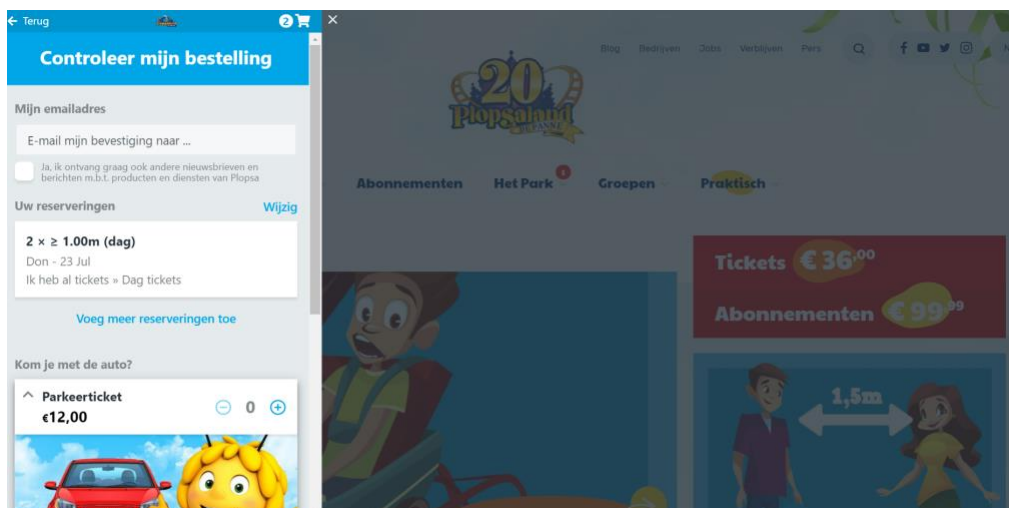 Terug
2
Controleer mijn bestelling
Mijn emailadres
E-mail mijn bevestiging naar ...
Ja, ik ontvang graag ook andere nieuwsbrieven en
berichten m.b.t. producten en diensten van Plopsa
Uw reserveringen Wijzig
2 × ≥ 1.00m (dag)
Don - 23 Jul
Ik heb al tickets » Dag tickets
Voeg meer reserveringen toe
Kom je met de auto?
Parkeerticket
€12,00
0
Blog Bedrijven Jobs Verblijven Pers
20
Plopsaland
DE PANNE
Abonnementen Het Park Groepen Praktisch
Tickets € 36,00
Abonnementen € 99,99
1,5m